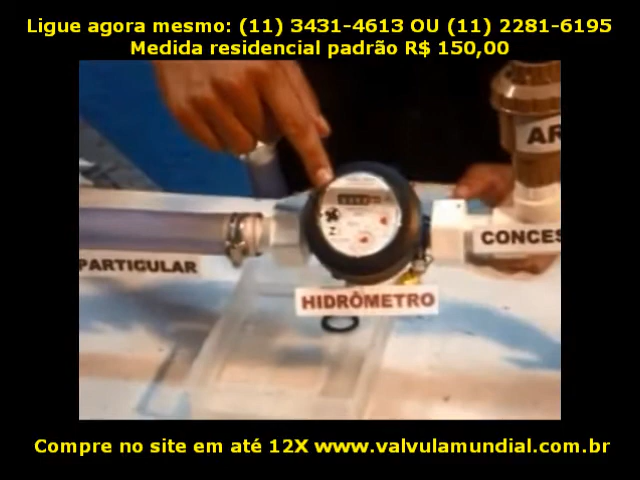 Ligue agora mesmo: (11) 3431-4613 OU (11) 2281-6195
Medida residencial padrão R$ 150,00
AR
CONCES
PARTICULAR
HIDRÔMETRO
Compre no site em até 12X www.valvulamundial.com.br